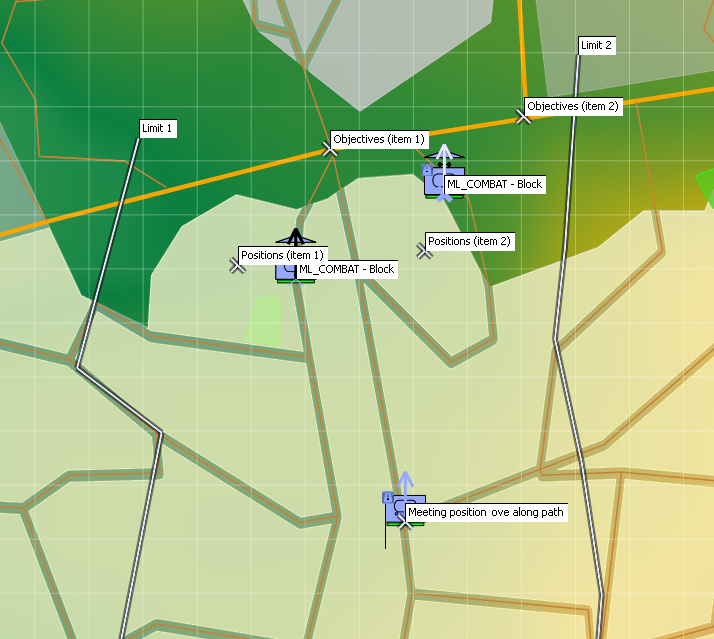 Limit 2
Objectives (item 2)
Limit 1
Objectives (item 1)
ML_COMBAT - Block
Positions (item 2)
Positions (item 1)
ML_COMBAT - Block
Meeting position ove along path